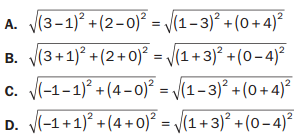 A. √((3−1)² + (2−0)²) = √((1−3)² + (0+4)²)
B. √((3+1)² + (2+0)²) = √((1+3)² + (0−4)²)
C. √((−1−1)² + (4−0)²) = √((1−3)² + (0+4)²)
D. √((−1+1)² + (4+0)²) = √((1+3)² + (0−4)²)